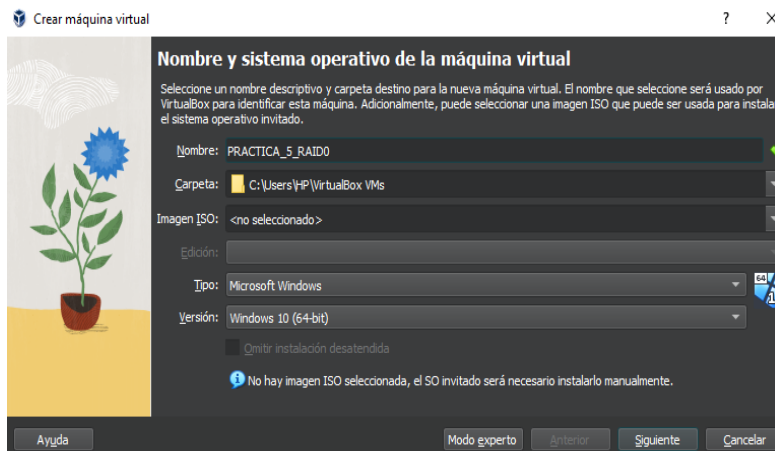 Crear máquina virtual
?
Nombre y sistema operativo de la máquina virtual
Seleccione un nombre descriptivo y carpeta destino para la nueva máquina virtual. El nombre que seleccione será usado por
VirtualBox para identificar esta máquina. Adicionalmente, puede seleccionar una imagen ISO que puede ser usada para instala
el sistema operativo invitado.
Nombre: PRACTICA_5_RAID0
Carpeta: C:\Users\HP\VirtualBox VMs
Imagen ISO: <no seleccionado>
Edición:
Tipo: Microsoft Windows
64
Versión: Windows 10 (64-bit)
Omitir instalación desatendida
No hay imagen ISO seleccionada, el SO invitado será necesario instalarlo manualmente.
Ayuda Modo experto Anterior Siguiente Cancelar